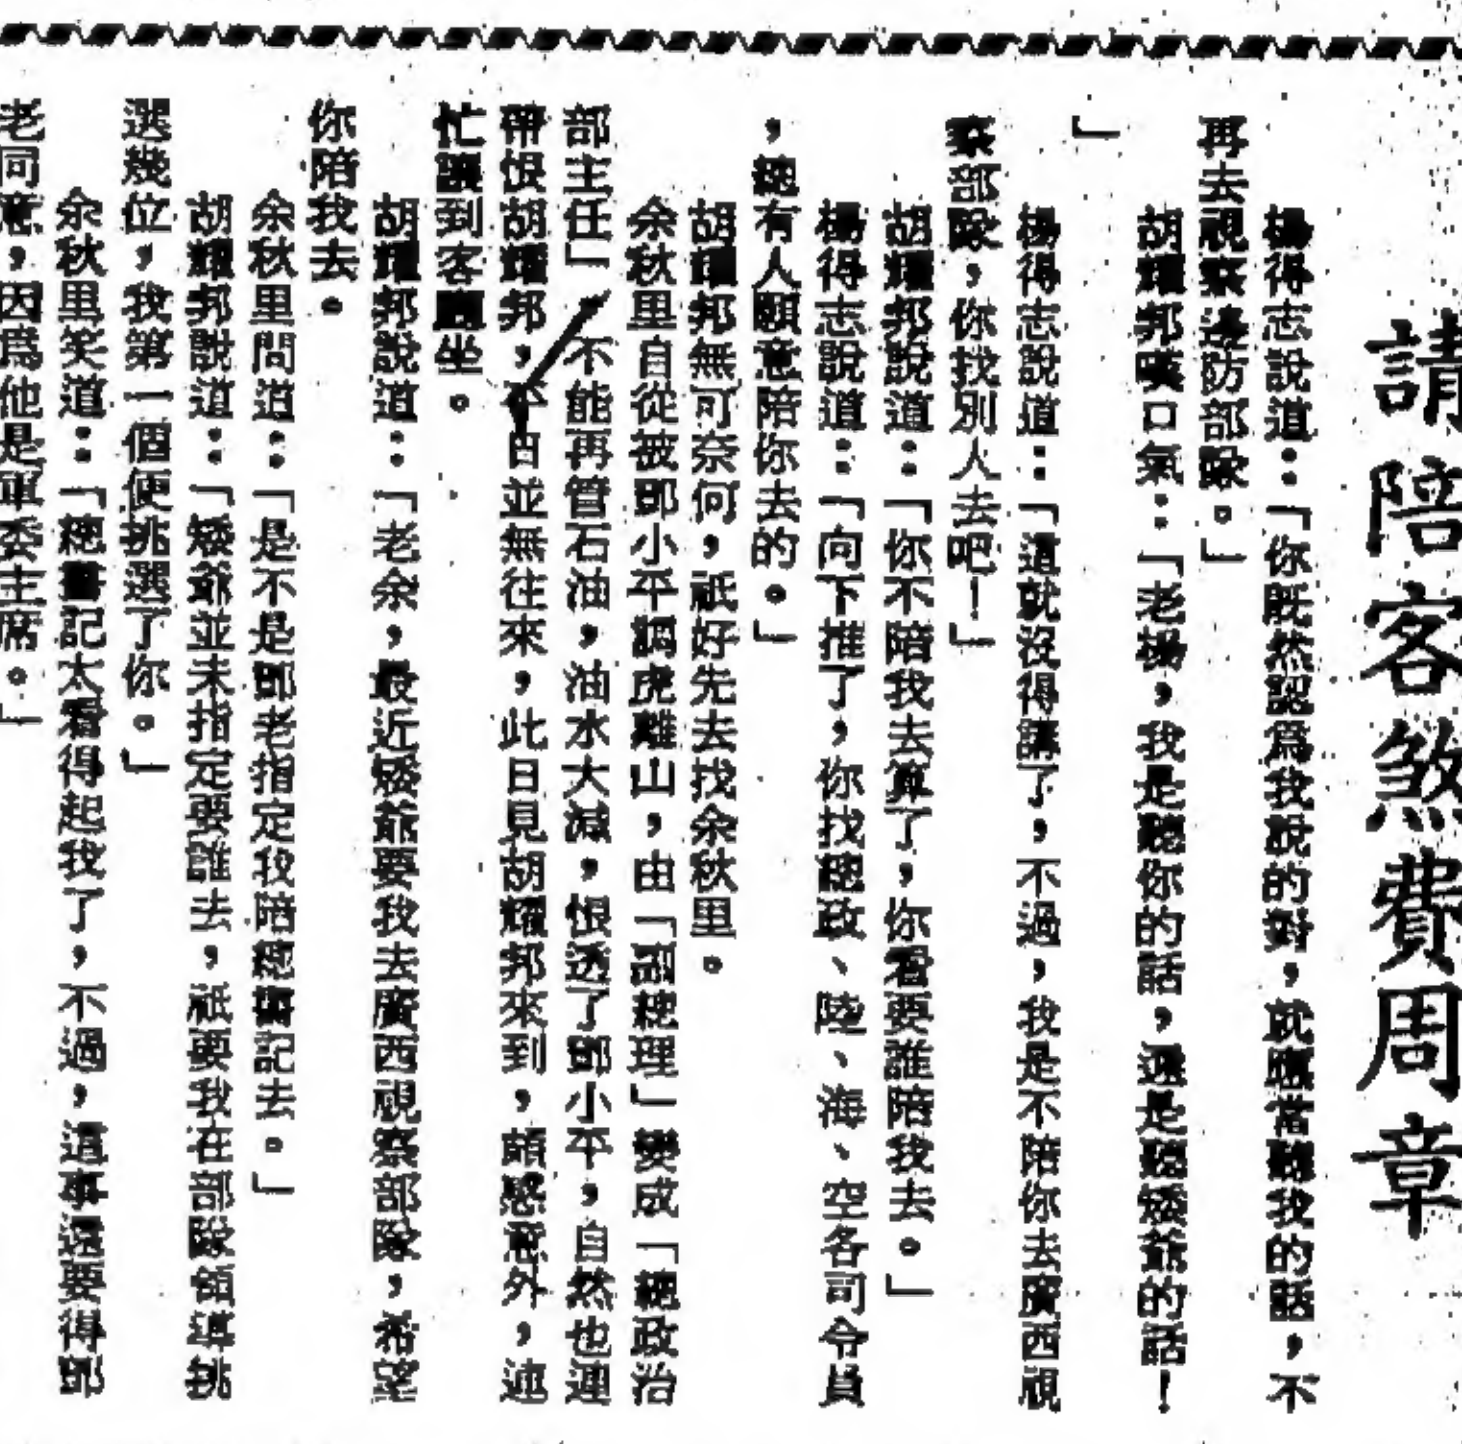 請陪客煞費周章
楊得志說道：「你既然認爲我說的對，就應當聽我的話，不
再去視察邊防部隊。」
胡耀邦嘆口氣：「老楊，我是聽你的話，還是聽矮爺的話！
」
楊得志說道：「這就沒得講了，不過，我是不陪你去廣西視
察部隊，你找別人去吧！」
胡耀邦說道：「你不陪我去算了，你看要誰陪我去。」
楊得志說道：「向下推了，你找總政、陸、海、空各司令員
，總有人願意陪你去的。」
胡耀邦無可奈何，祇好先去找余秋里。
余秋里自從被鄧小平調虎離山，由「副總理」變成「總政治
部主任」不能再管石油，油水大減，恨透了鄧小平，自然也連
帶恨胡耀邦，平日並無往來，此日見胡耀邦來到，頗感意外，連
忙讓到客廳坐。
胡耀邦說道：「老余，最近矮爺要我去廣西視察部隊，希望
你陪我去。
余秋里問道：「是不是鄧老指定我陪總書記去。」
胡耀邦說道：「矮爺並未指定要誰去，祇要我在部隊領導挑
選幾位，我第一個便挑選了你。」
余秋里笑道：「總書記太看得起我了，不過，這事還要得鄧
老同意，因爲他是軍委主席。」